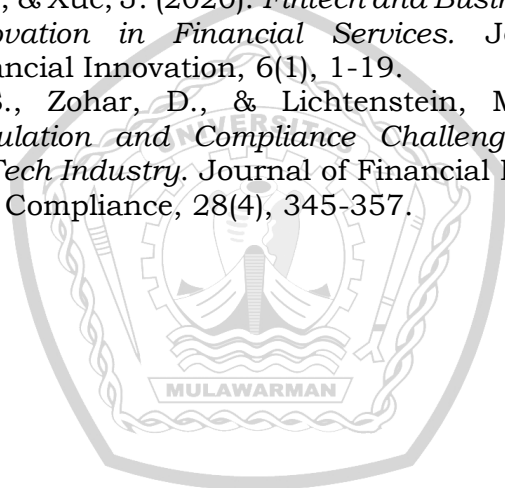 , & Xue, J. (2020). Fintech and Busin
ovation in Financial Services. Jo
ancial Innovation, 6(1), 1-19.
S., Zohar, D., & Lichtenstein, M
ulation and Compliance Challeng
Tech Industry. Journal of Financial R
Compliance, 28(4), 345-357.
UNIVERSITAS
MULAWARMAN